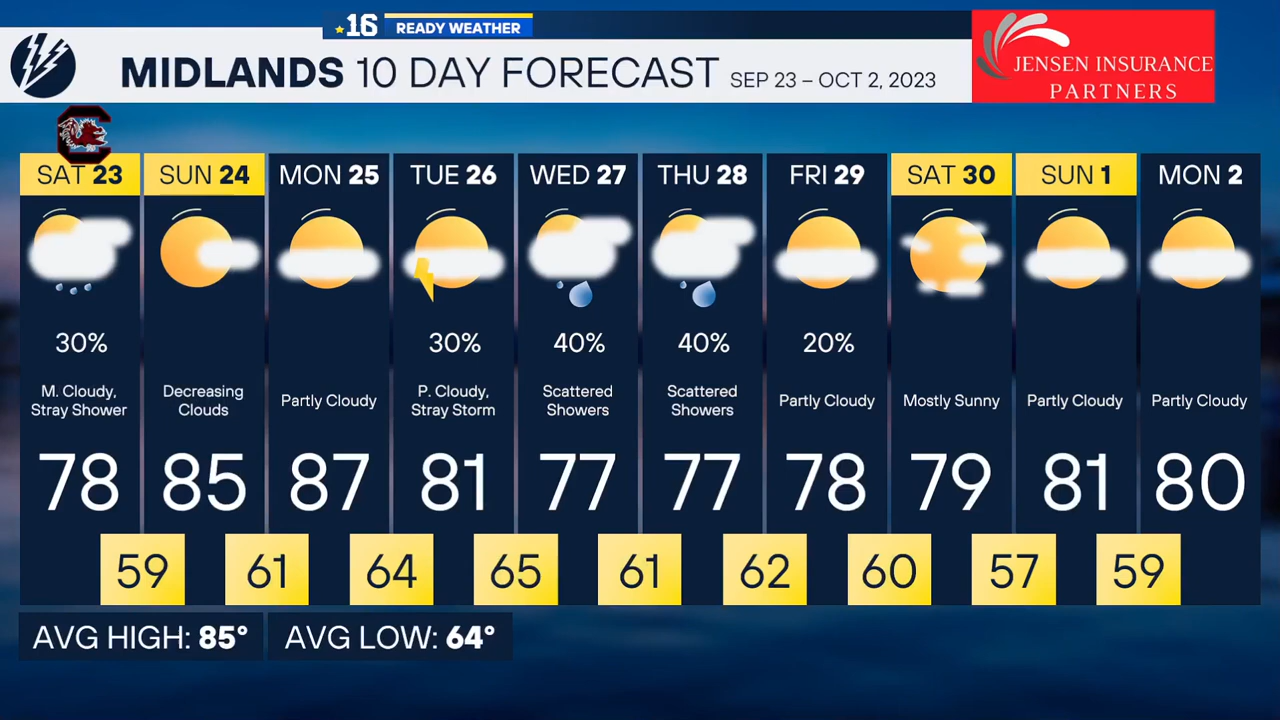 16
READY WEATHER
MIDLANDS 10 DAY FORECAST SEP 23 – OCT 2, 2023
JENSEN INSURANCE
PARTNERS
C
SAT 23 SUN 24 MON 25 TUE 26 WED 27 THU 28 FRI 29 SAT 30 SUN 1 MON 2
30% 30% 40% 40% 20%
M. Cloudy, Decreasing Partly Cloudy P. Cloudy, Scattered Scattered Partly Cloudy Mostly Sunny Partly Cloudy Partly Cloudy
Stray Shower Clouds Stray Storm Showers Showers
78 85 87 81 77 77 78 79 81 80
59 61 64 65 61 62 60 57 59
AVG HIGH: 85° AVG LOW: 64°